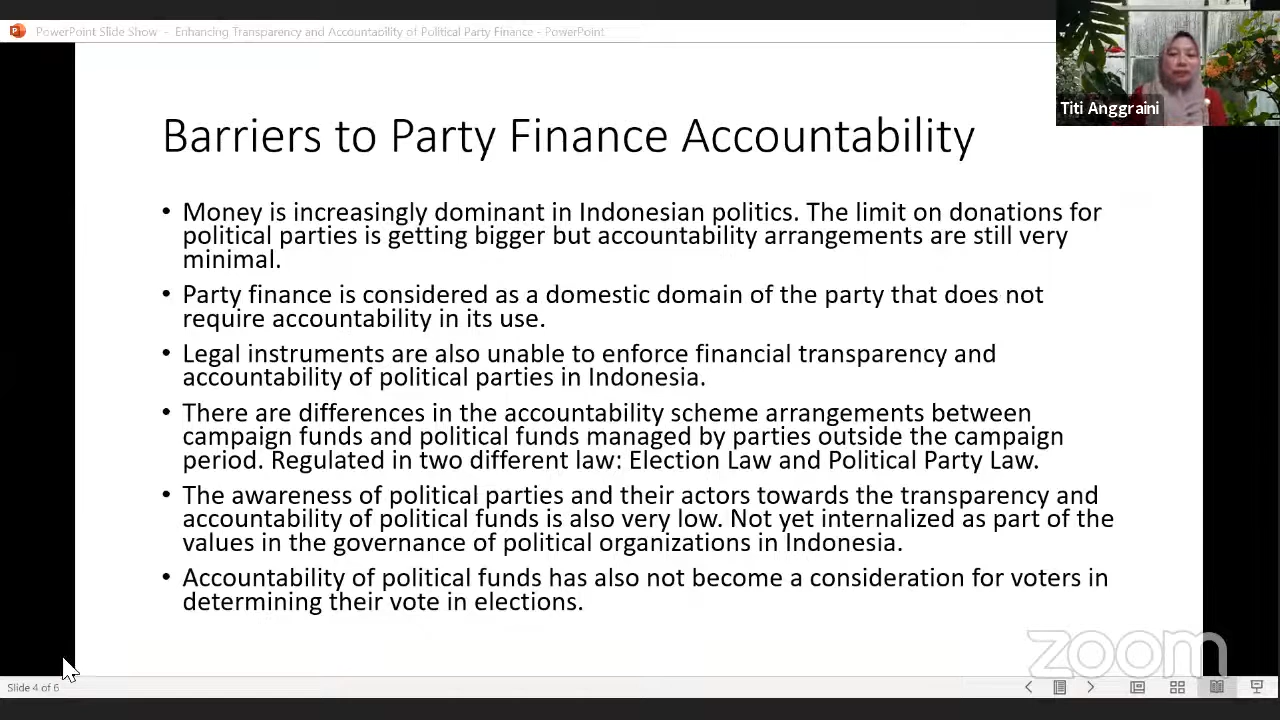 PowerPoint Slide Show - Enhancing Transparency and Accountability of Political Party Finance - PowerPoint
Titi Anggraini
Barriers to Party Finance Accountability
• Money is increasingly dominant in Indonesian politics. The limit on donations for
political parties is getting bigger but accountability arrangements are still very
minimal.
• Party finance is considered as a domestic domain of the party that does not
require accountability in its use.
• Legal instruments are also unable to enforce financial transparency and
accountability of political parties in Indonesia.
• There are differences in the accountability scheme arrangements between
campaign funds and political funds managed by parties outside the campaign
period. Regulated in two different law: Election Law and Political Party Law.
• The awareness of political parties and their actors towards the transparency and
accountability of political funds is also very low. Not yet internalized as part of the
values in the governance of political organizations in Indonesia.
• Accountability of political funds has also not become a consideration for voters in
determining their vote in elections.
zoom
Slide 4 of 6